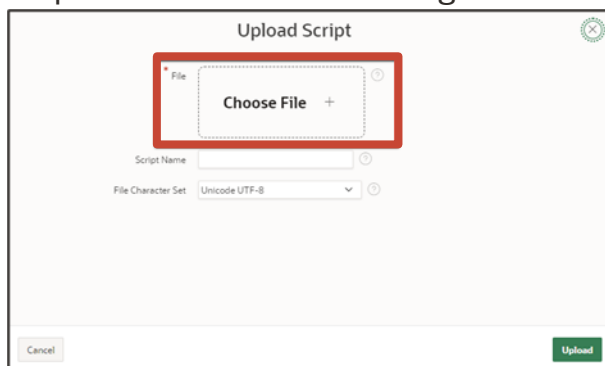 Upload Script
* File
Choose File +
?
Script Name
?
File Character Set Unicode UTF-8
?
Cancel
Upload